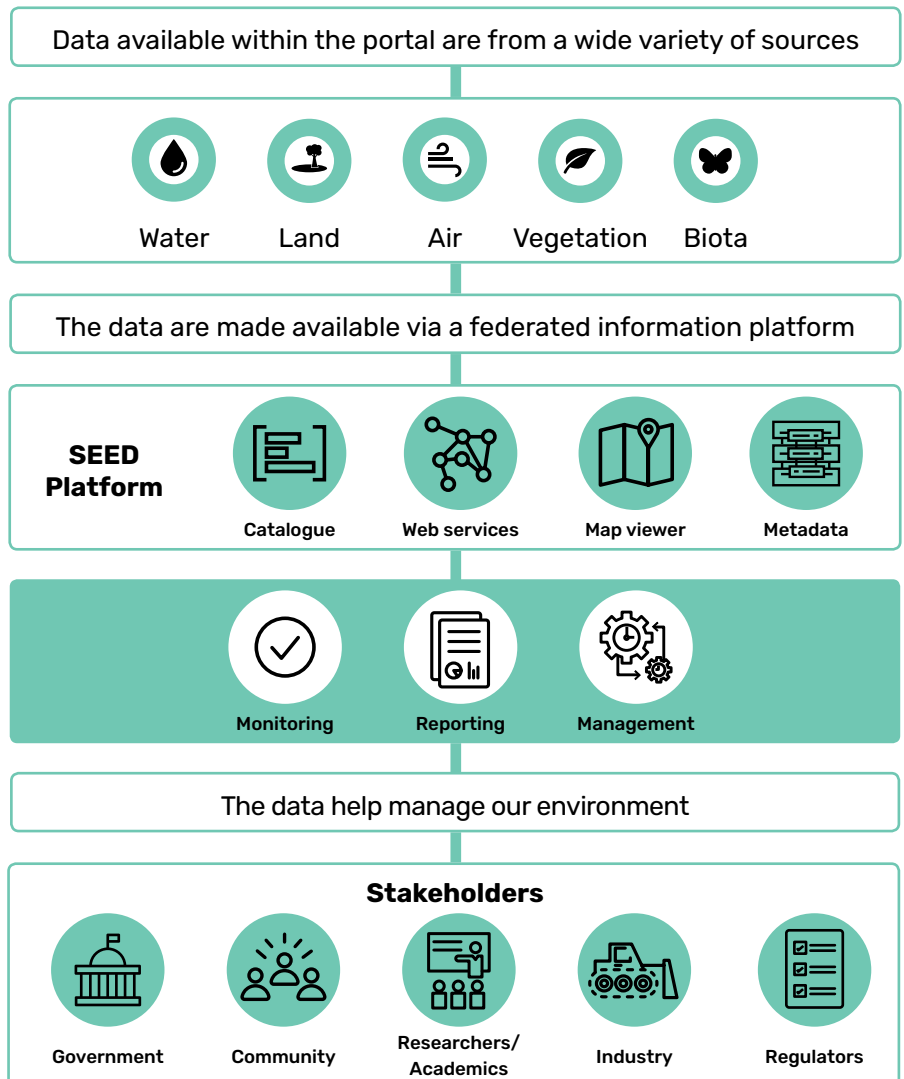 Data available within the portal are from a wide variety of sources
Water Land Air Vegetation Biota
The data are made available via a federated information platform
SEED
Platform
Catalogue Web services Map viewer Metadata
Monitoring Reporting Management
The data help manage our environment
Stakeholders
Government Community Researchers/
Academics Industry Regulators